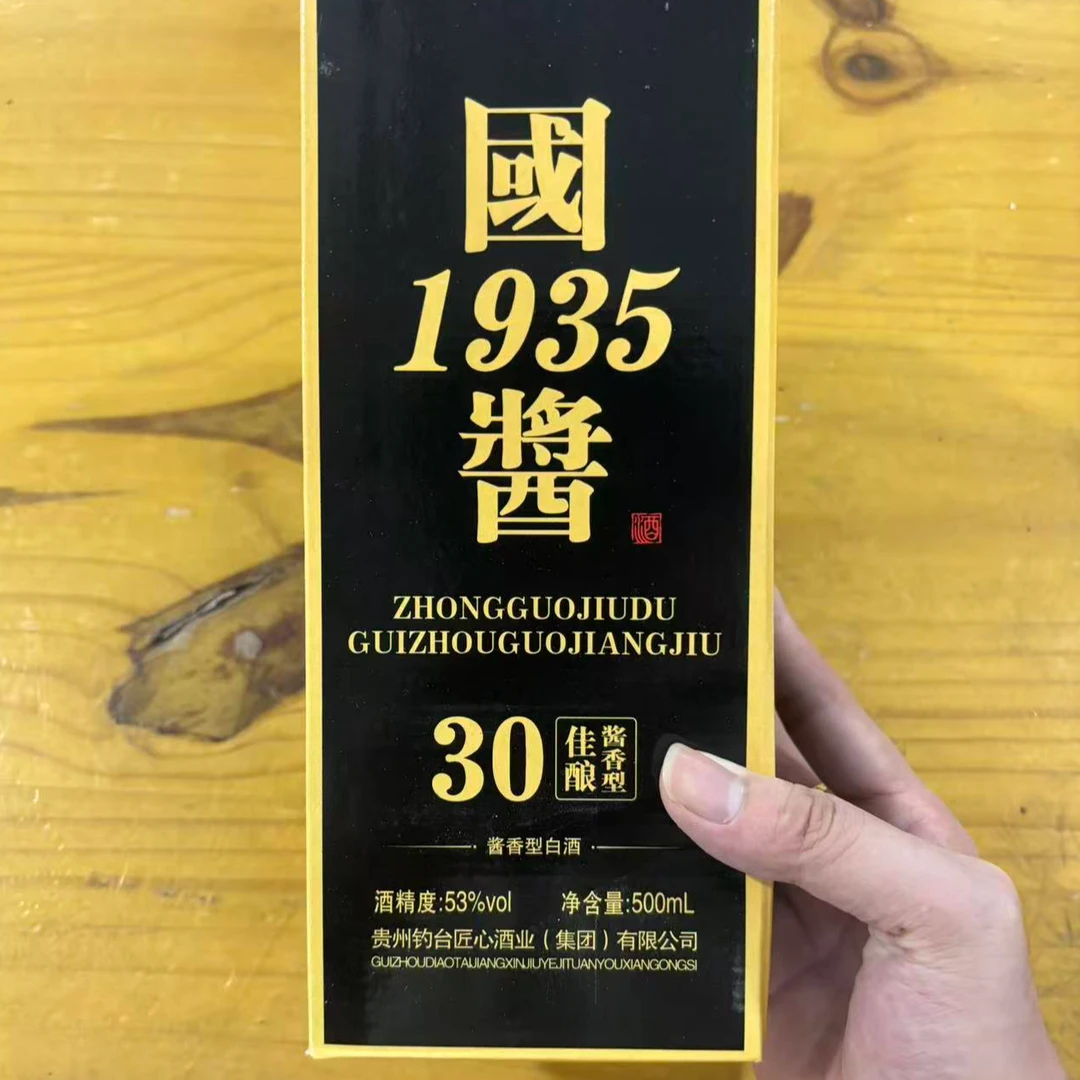 國
1935
醬
酒
ZHONGGUOJIUDU
GUIZHOUGUOJIANGJIU
30 佳酿 酱香型
酱香型白酒
酒精度:53%vol 净含量:500mL
贵州钓台匠心酒业（集团）有限公司
GUIZHOUDIAOTAIJIANGXINJIUYEJITUANYOUXIANGONGSI